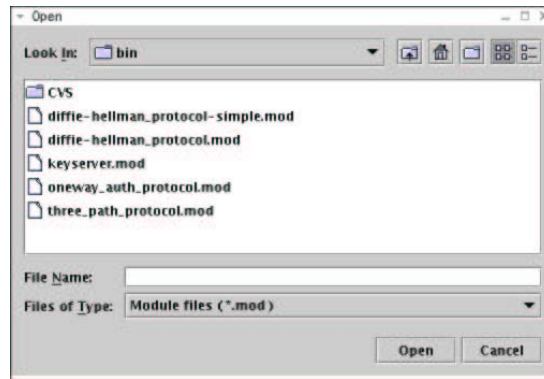 Open
Look In: bin
CVS
diffie-hellman_protocol-simple.mod
diffie-hellman_protocol.mod
keyserver.mod
oneway_auth_protocol.mod
three_path_protocol.mod
File Name:
Files of Type: Module files (*.mod)
Open Cancel